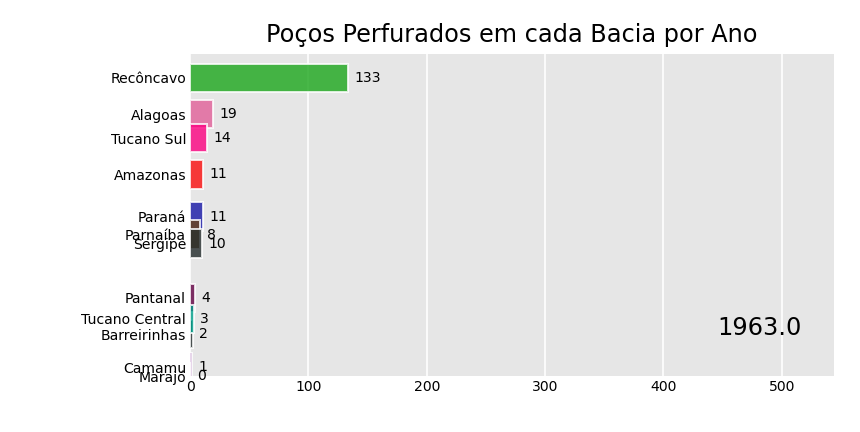 Poços Perfurados em cada Bacia por Ano
Recôncavo 133
Alagoas 19
Tucano Sul 14
Amazonas 11
Paraná 11
Parnaíba 8
Sergipe 10
Pantanal 4
Tucano Central 3
1963.0
Barreirinhas 2
Camamu 1
Marajó 0
0 100 200 300 400 500